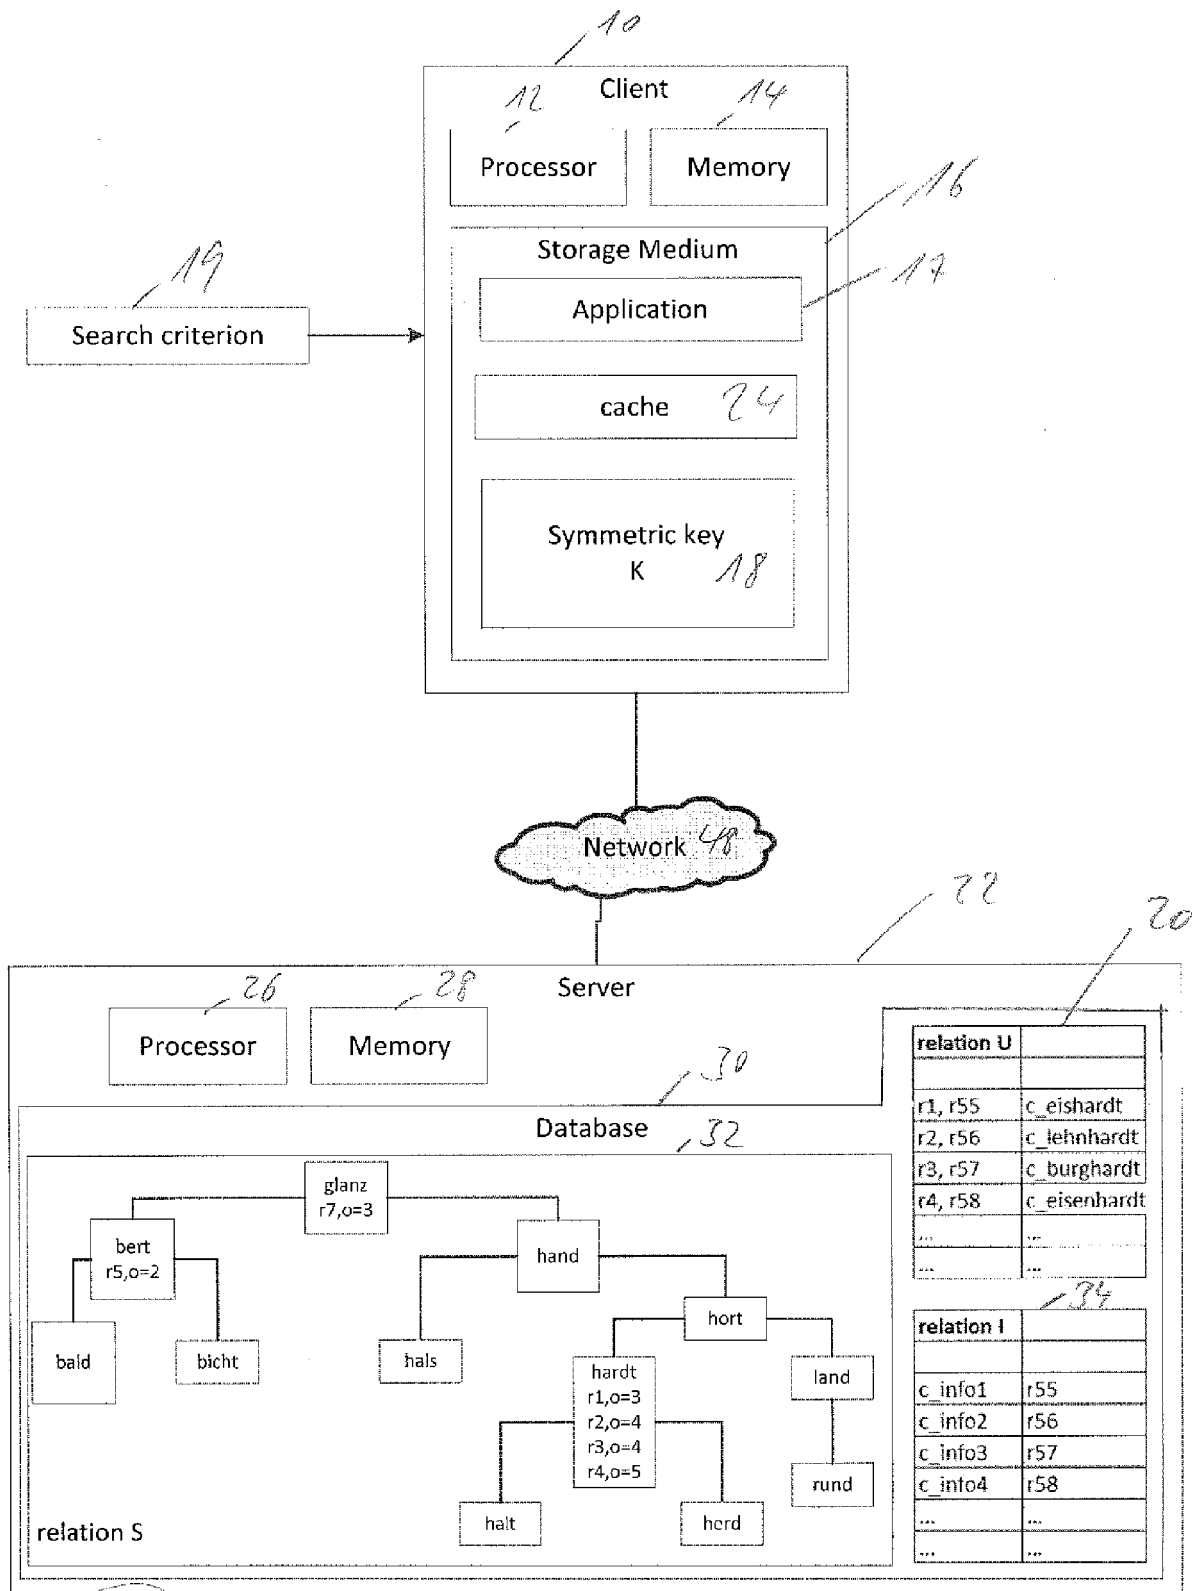 10
Client
12
14
Processor
Memory
16
Storage Medium
17
19
Application
Search criterion
cache 24
Symmetric key
K 18
Network 48
22
20
Server
26
28
Processor
Memory
relation U
30
r1, r55 c_eishardt
Database
32
r2, r56 c_lehnhardt
r3, r57 c_burghardt
r4, r58 c_eisenhardt
... ...
... ...
glanz
r7,o=3
bert
r5,o=2
hand
34
relation I
hort
bald
bicht
hals
hardt
r1,o=3
r2,o=4
r3,o=4
r4,o=5
land
c_info1 r55
c_info2 r56
c_info3 r57
c_info4 r58
... ...
... ...
rund
halt
herd
relation S